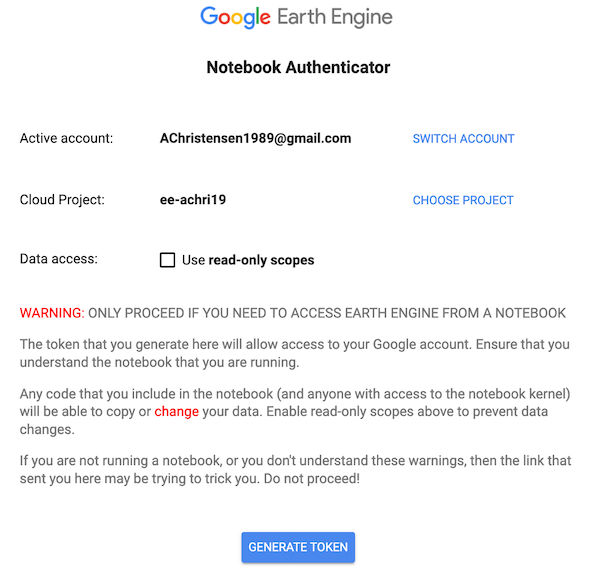 Google Earth Engine
Notebook Authenticator
Active account: AChristensen1989@gmail.com SWITCH ACCOUNT
Cloud Project: ee-achri19 CHOOSE PROJECT
Data access: Use read-only scopes
WARNING: ONLY PROCEED IF YOU NEED TO ACCESS EARTH ENGINE FROM A NOTEBOOK
The token that you generate here will allow access to your Google account. Ensure that you
understand the notebook that you are running.
Any code that you include in the notebook (and anyone with access to the notebook kernel)
will be able to copy or change your data. Enable read-only scopes above to prevent data
changes.
If you are not running a notebook, or you don't understand these warnings, then the link that
sent you here may be trying to trick you. Do not proceed!
GENERATE TOKEN